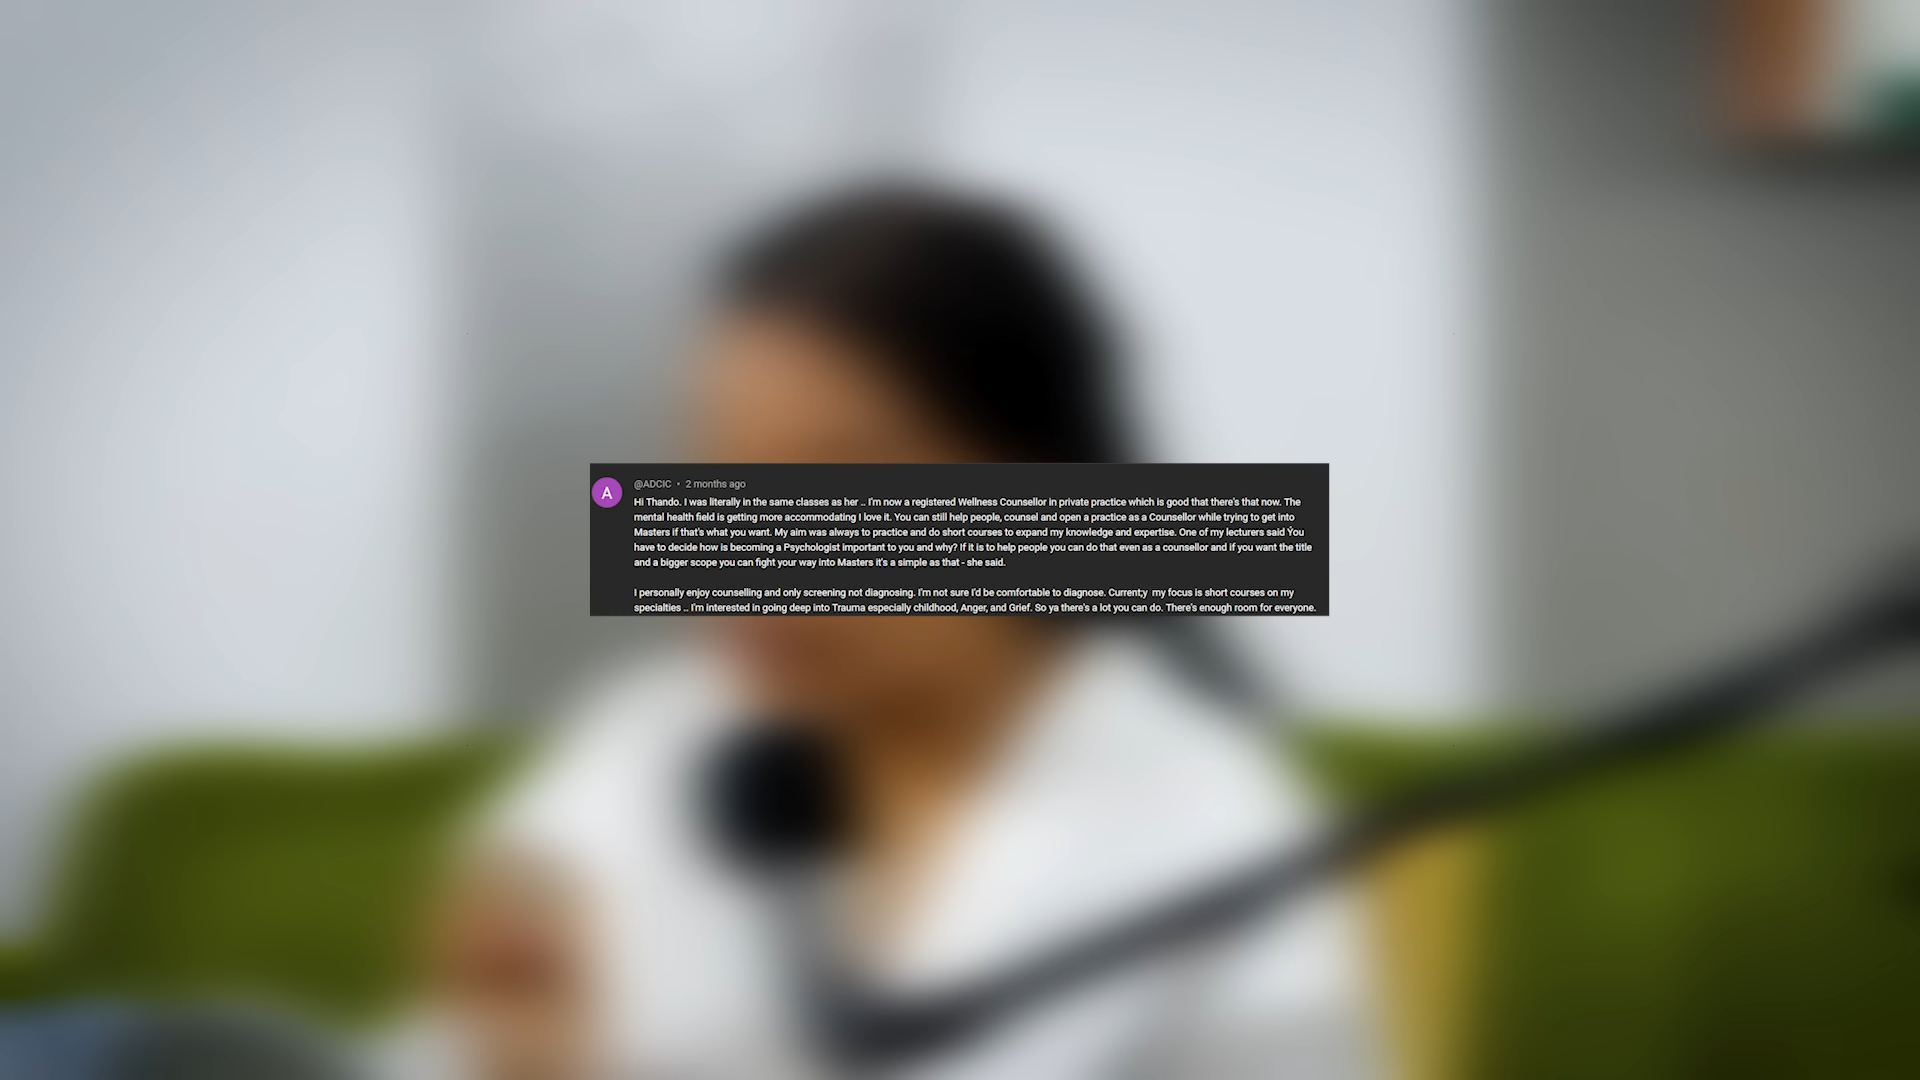 A
@ADCIC • 2 months ago
Hi Thando. I was literally in the same classes as her .. I'm now a registered Wellness Counsellor in private practice which is good that there's that now. The
mental health field is getting more accommodating I love it. You can still help people, counsel and open a practice as a Counsellor while trying to get into
Masters if that's what you want. My aim was always to practice and do short courses to expand my knowledge and expertise. One of my lecturers said Ýou
have to decide how is becoming a Psychologist important to you and why? If it is to help people you can do that even as a counsellor and if you want the title
and a bigger scope you can fight your way into Masters it's a simple as that - she said.
I personally enjoy counselling and only screening not diagnosing. I'm not sure I'd be comfortable to diagnose. Current;y my focus is short courses on my
specialties .. I'm interested in going deep into Trauma especially childhood, Anger, and Grief. So ya there's a lot you can do. There's enough room for everyone.